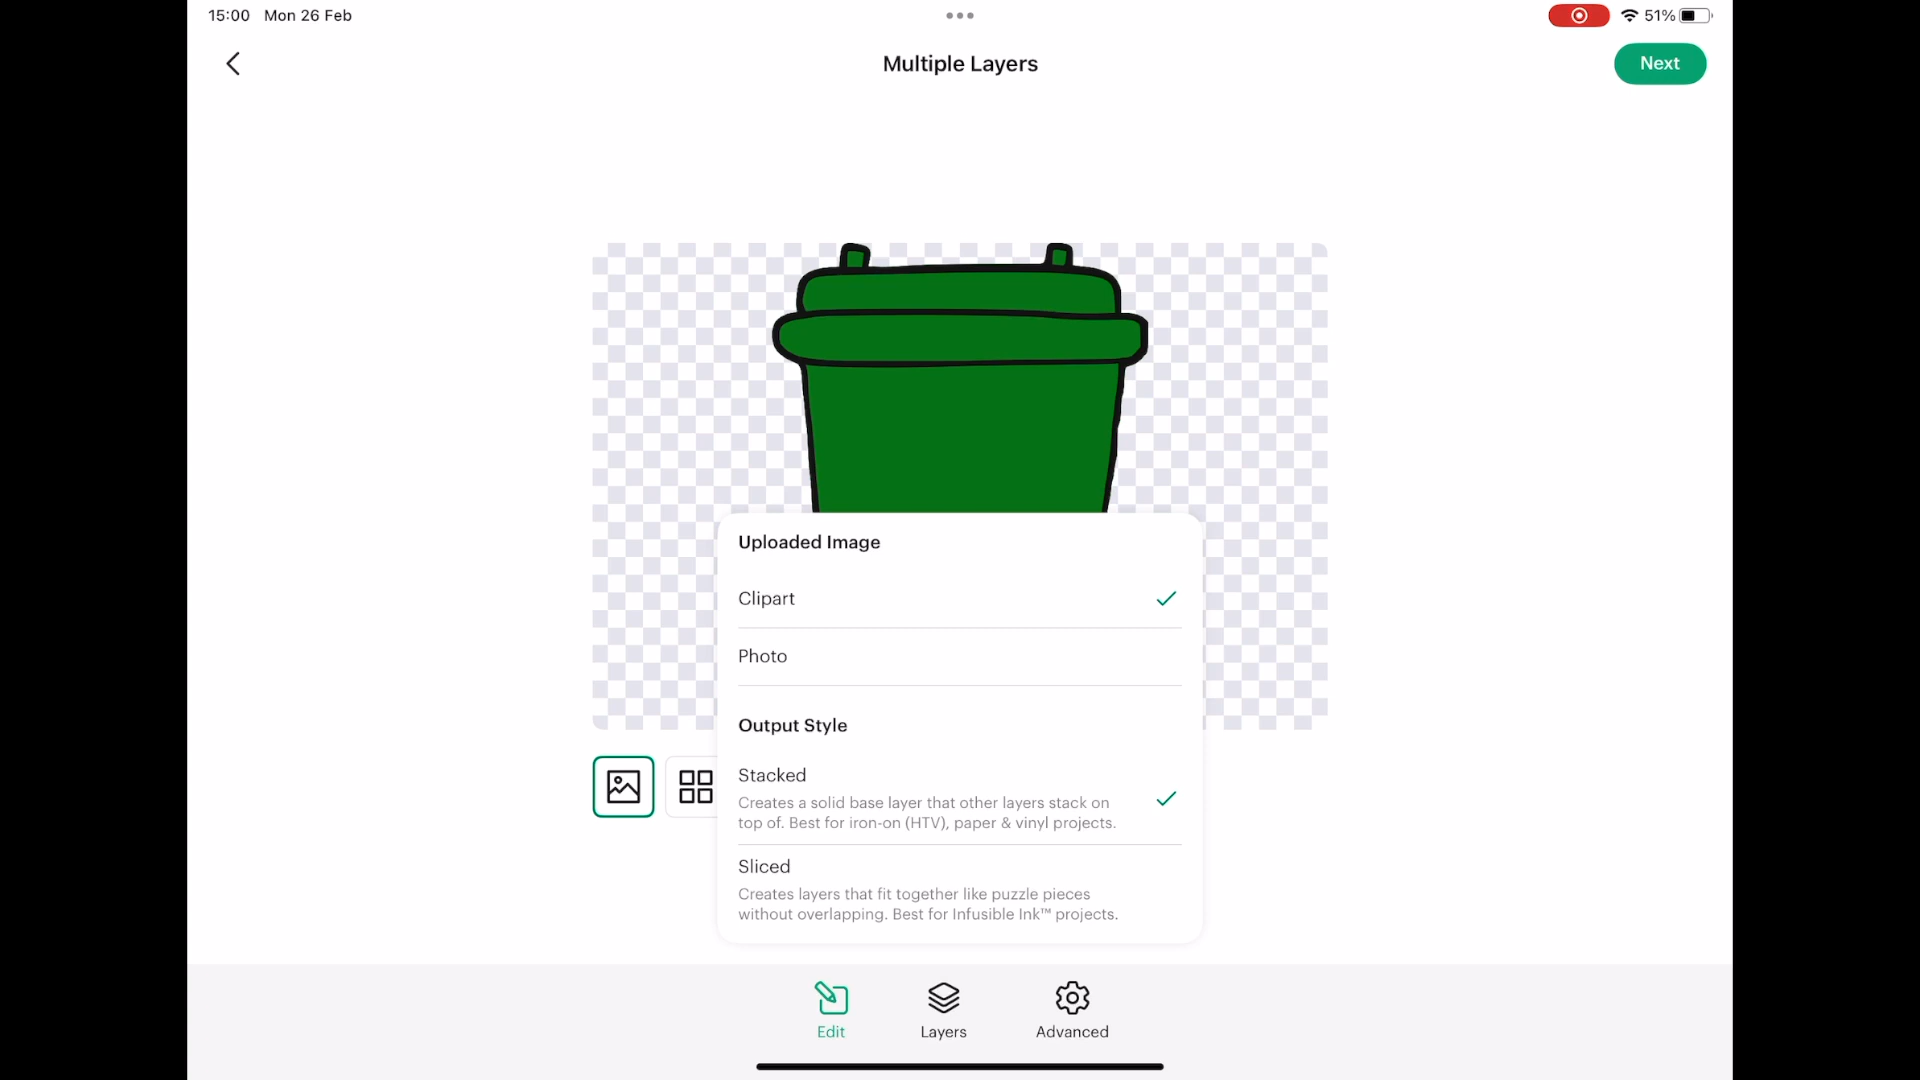 15:00 Mon 26 Feb
51%
Multiple Layers
Next
Uploaded Image
Clipart
Photo
Output Style
Stacked
Creates a solid base layer that other layers stack on
top of. Best for iron-on (HTV), paper & vinyl projects.
Sliced
Creates layers that fit together like puzzle pieces
without overlapping. Best for Infusible Ink™ projects.
Edit
Layers
Advanced